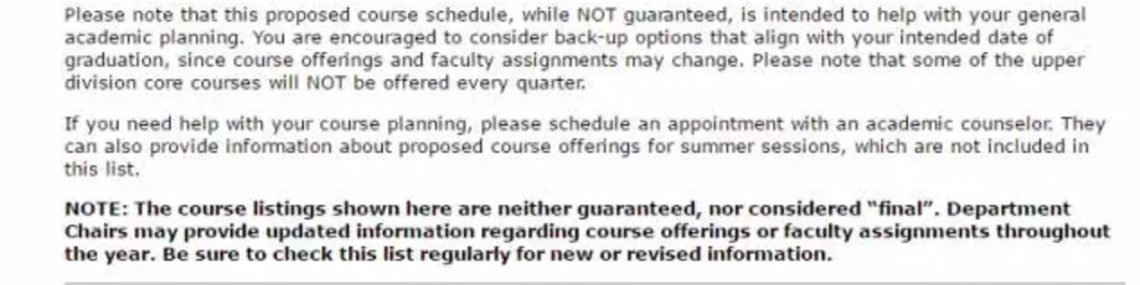 Please note that this proposed course schedule, while NOT guaranteed, is intended to help with your general
academic planning. You are encouraged to consider back-up options that align with your intended date of
graduation, since course offerings and faculty assignments may change. Please note that some of the upper
division core courses will NOT be offered every quarter.
If you need help with your course planning, please schedule an appointment with an academic counselor. They
can also provide information about proposed course offerings for summer sessions, which are not included in
this list.
NOTE: The course listings shown here are neither guaranteed, nor considered “final”. Department
Chairs may provide updated information regarding course offerings or faculty assignments throughout
the year. Be sure to check this list regularly for new or revised information.